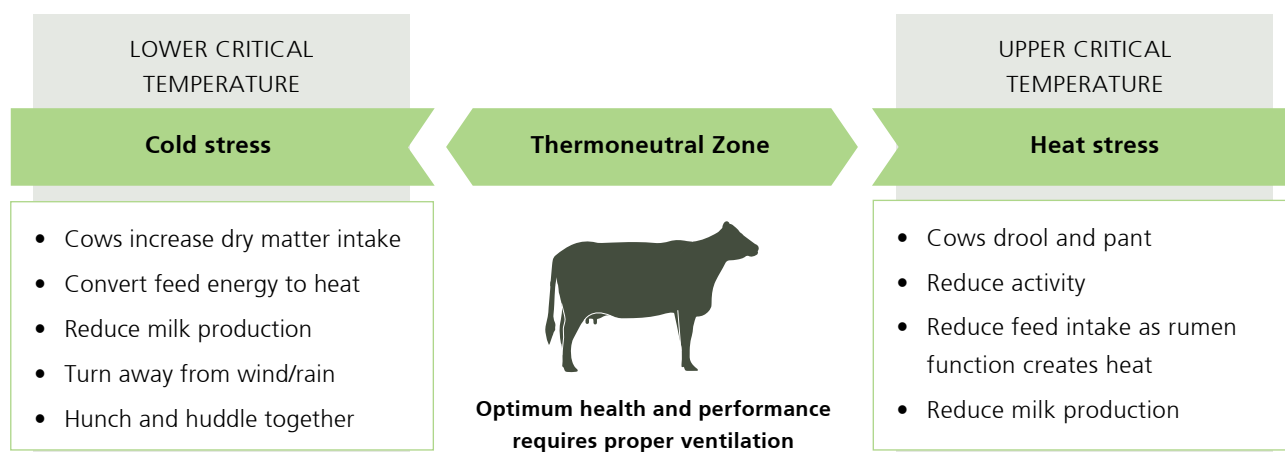 LOWER CRITICAL
TEMPERATURE
Cold stress
• Cows increase dry matter intake
• Convert feed energy to heat
• Reduce milk production
• Turn away from wind/rain
• Hunch and huddle together
Thermoneutral Zone
Optimum health and performance
requires proper ventilation
UPPER CRITICAL
TEMPERATURE
Heat stress
• Cows drool and pant
• Reduce activity
• Reduce feed intake as rumen
function creates heat
• Reduce milk production